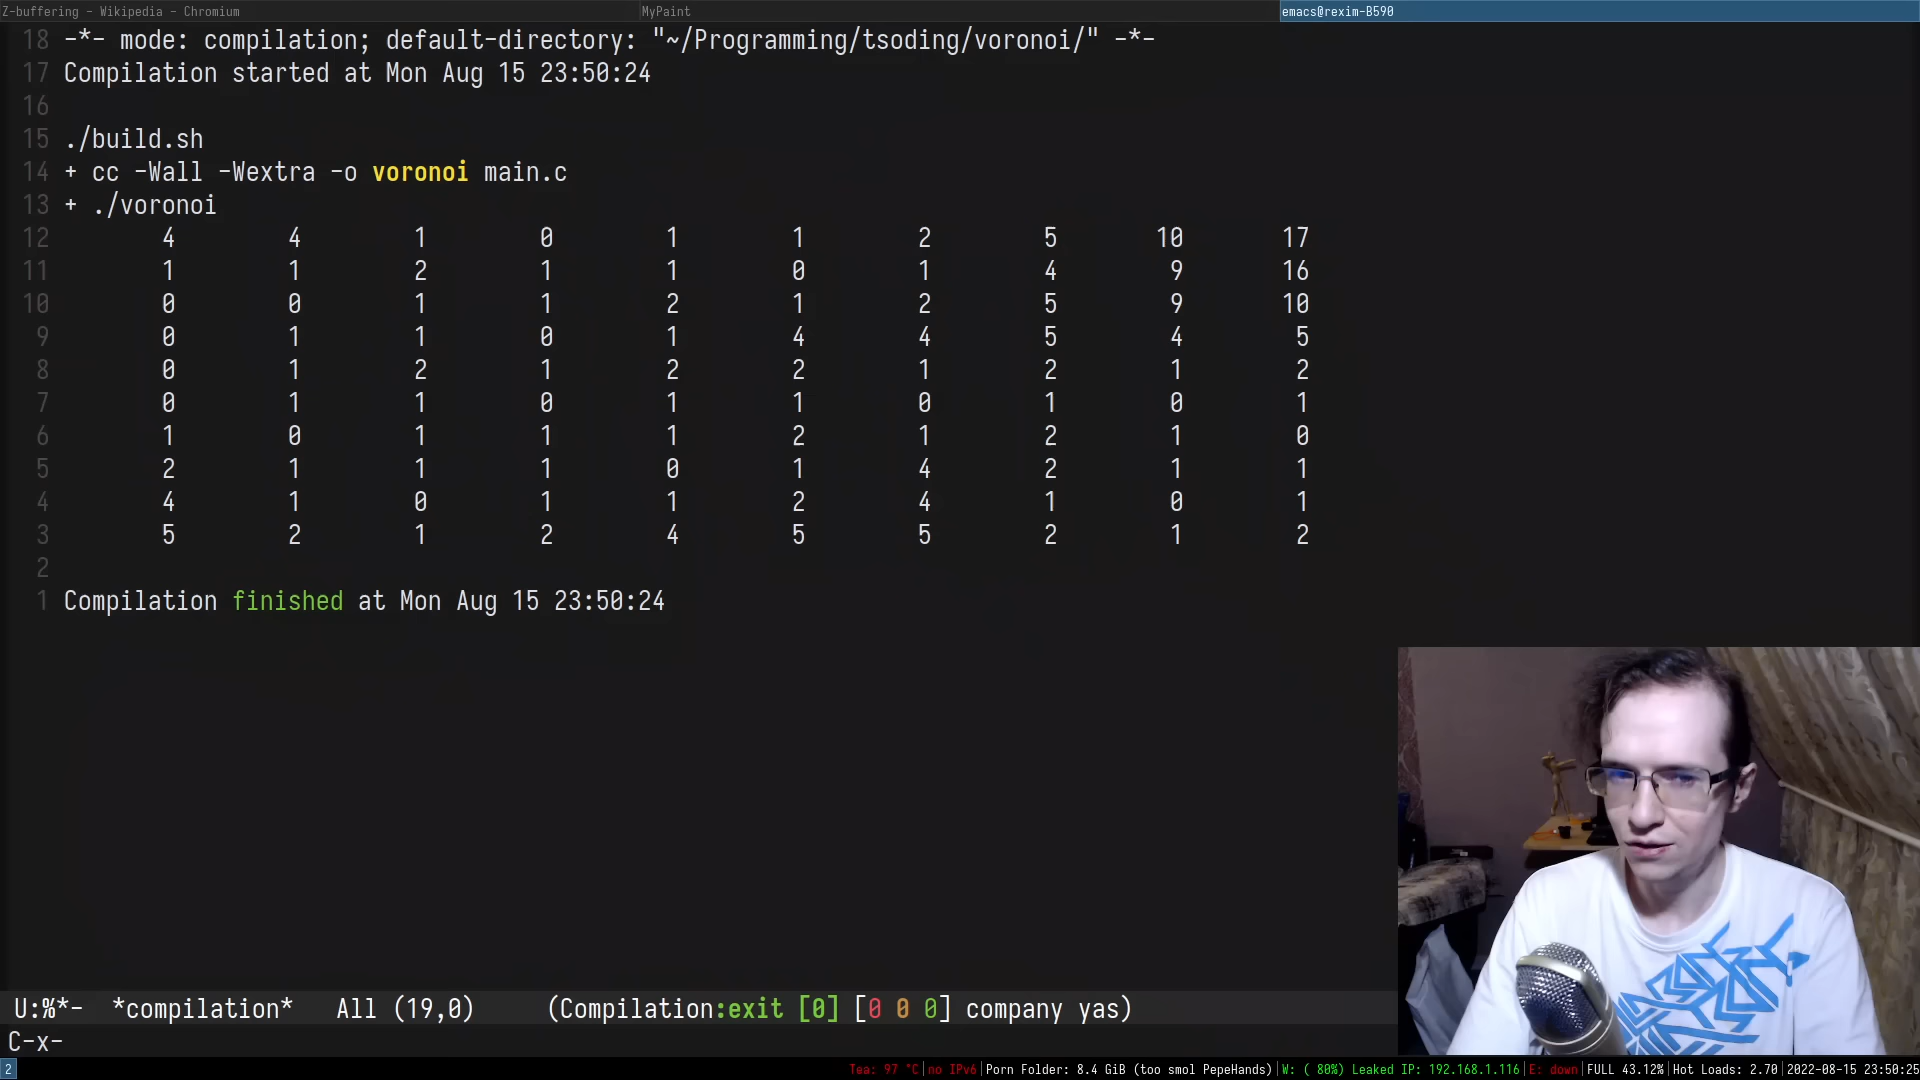 Z-buffering - Wikipedia - Chromium MyPaint emacs@rexim-B590
18 -*- mode: compilation; default-directory: "~/Programming/tsoding/voronoi/" -*-
17 Compilation started at Mon Aug 15 23:50:24
16
15 ./build.sh
14 + cc -Wall -Wextra -o voronoi main.c
13 + ./voronoi
12 4 4 1 0 1 1 2 5 10 17
11 1 1 2 1 1 0 1 4 9 16
10 0 0 1 1 2 1 2 5 9 10
9 0 1 1 0 1 4 4 5 4 5
8 0 1 2 1 2 2 1 2 1 2
7 0 1 1 0 1 1 0 1 0 1
6 1 0 1 1 1 2 1 2 1 0
5 2 1 1 1 0 1 4 2 1 1
4 4 1 0 1 1 2 4 1 0 1
3 5 2 1 2 4 5 5 2 1 2
2
1 Compilation finished at Mon Aug 15 23:50:24
U:%*- *compilation* All (19,0) (Compilation:exit [0] [0 0 0] company yas)
C-x-
2 Tea: 97 °C|no IPv6|Porn Folder: 8.4 GiB (too smol PepeHands)|W: ( 80%) Leaked IP: 192.168.1.116|E: down|FULL 43.12%|Hot Loads: 2.70|2022-08-15 23:50:25